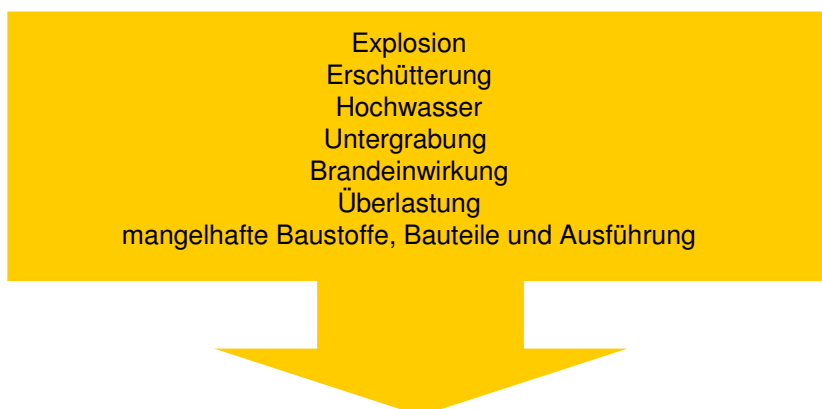 Explosion
Erschütterung
Hochwasser
Untergrabung
Brandeinwirkung
Überlastung
mangelhafte Baustoffe, Bauteile und Ausführung